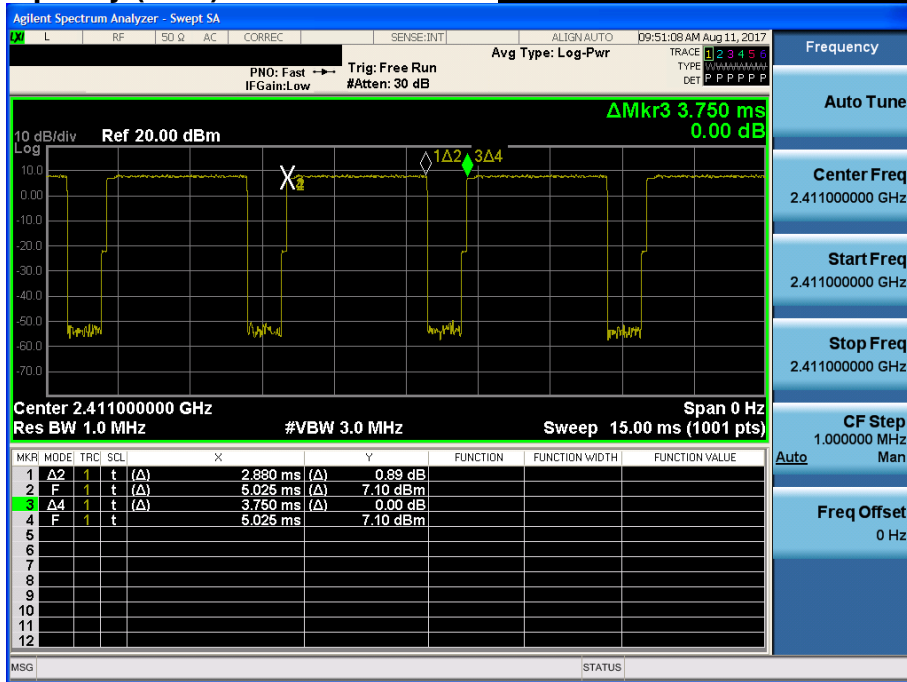 Agilent Spectrum Analyzer - Swept SA
LXI L RF 50 Ω AC CORREC SENSE:INT ALIGN AUTO 09:51:08 AM Aug 11, 2017
PNO: Fast IFGain:Low
Trig: Free Run #Atten: 30 dB
Avg Type: Log-Pwr
TRACE 1 2 3 4 5 6
TYPE WWWWWW
DET P P P P P P
ΔMkr3 3.750 ms
0.00 dB
10 dB/div Ref 20.00 dBm
Log
1Δ2 3Δ4
10.0
2
0.00
-10.0
-20.0
-30.0
-40.0
-50.0
-60.0
-70.0
Center 2.411000000 GHz Span 0 Hz
Res BW 1.0 MHz #VBW 3.0 MHz Sweep 15.00 ms (1001 pts)
MKR MODE TRC SCL X Y FUNCTION FUNCTION WIDTH FUNCTION VALUE
1 Δ2 1 t (Δ) 2.880 ms (Δ) 0.89 dB
2 F 1 t 5.025 ms 7.10 dBm
3 Δ4 1 t (Δ) 3.750 ms (Δ) 0.00 dB
4 F 1 t 5.025 ms 7.10 dBm
5
6
7
8
9
10
11
12
MSG STATUS
Frequency
Auto Tune
Center Freq
2.411000000 GHz
Start Freq
2.411000000 GHz
Stop Freq
2.411000000 GHz
CF Step
1.000000 MHz
Auto Man
Freq Offset
0 Hz